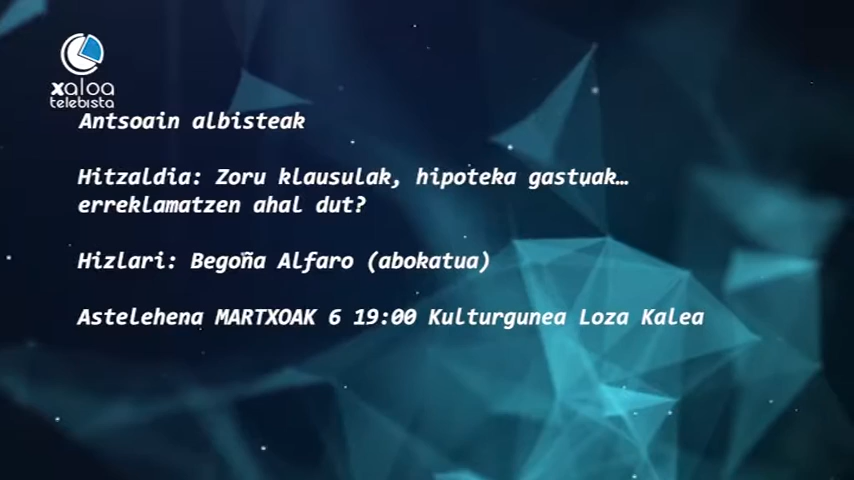 xaloa
telebista
Antsoain albisteak
Hitzaldia: Zoru klausulak, hipoteka gastuak…
erreklamatzen ahal dut?
Hizlari: Begoña Alfaro (abokatua)
Astelehena MARTXOAK 6 19:00 Kulturgunea Loza Kalea